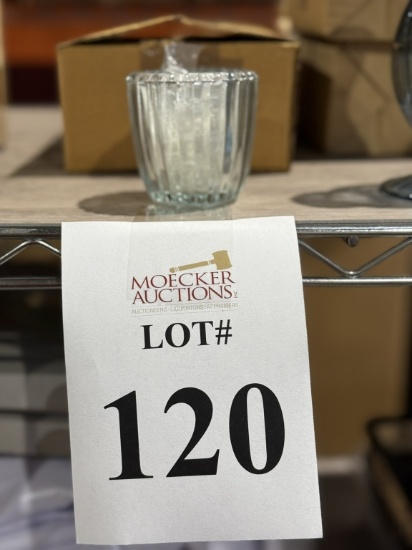 MOECKER
AUCTIONS
LOT#
120